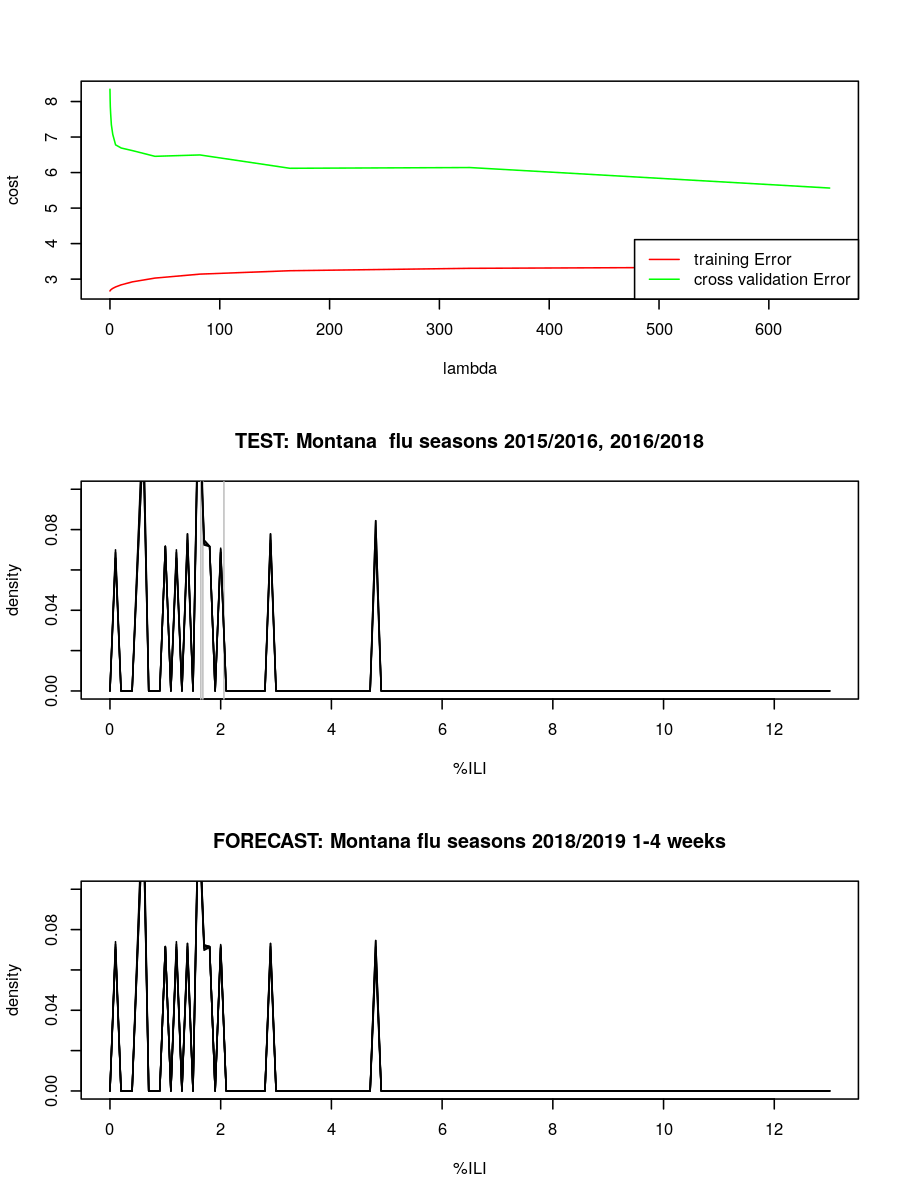 8
7
6
5
4
3
cost
training Error
cross validation Error
0 100 200 300 400 500 600
lambda
TEST: Montana  flu seasons 2015/2016, 2016/2018
0.08
0.04
0.00
density
0 2 4 6 8 10 12
%ILI
FORECAST: Montana flu seasons 2018/2019 1-4 weeks
0.08
0.04
0.00
density
0 2 4 6 8 10 12
%ILI